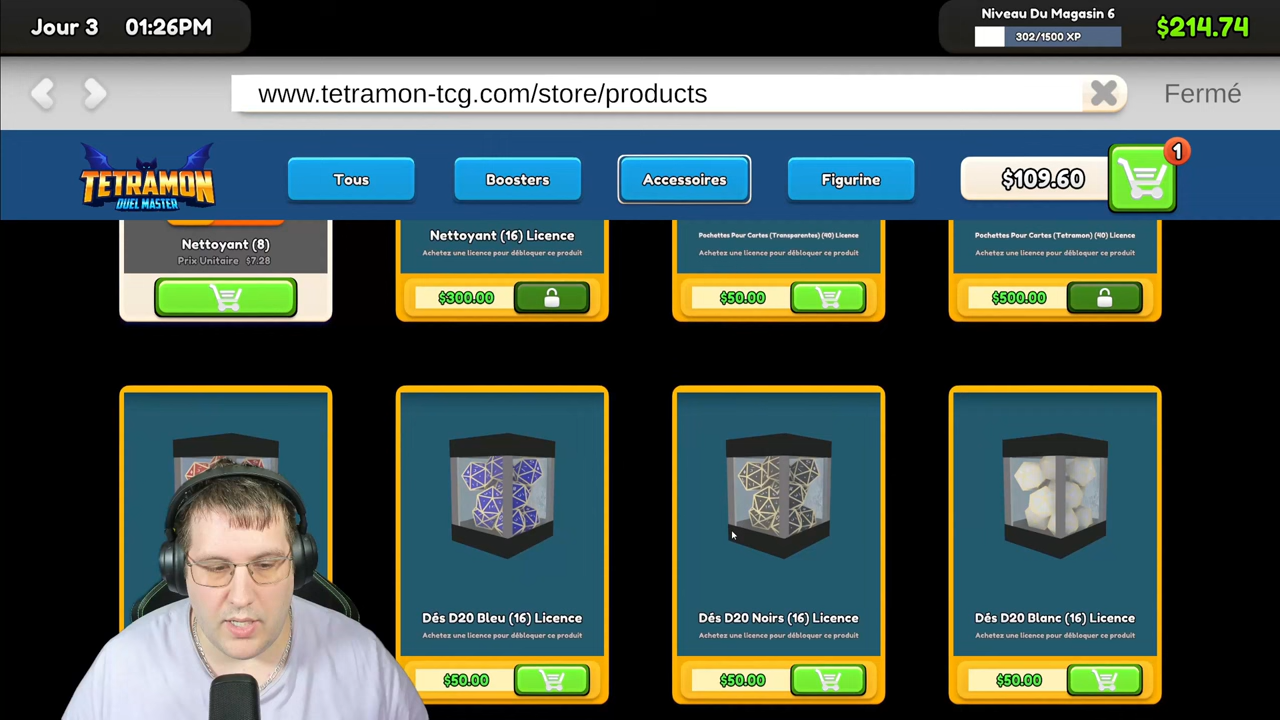 Jour 3 01:26PM
Niveau Du Magasin 6
302/1500 XP
$214.74
www.tetramon-tcg.com/store/products
Fermé
TETRAMON
DUEL MASTER
Tous
Boosters
Accessoires
Figurine
$109.60
1
Nettoyant (8)
Prix Unitaire $7.28
Nettoyant (16) Licence
Achetez une licence pour débloquer ce produit
$300.00
Pochettes Pour Cartes (Transparentes) (40) Licence
Achetez une licence pour débloquer ce produit
$50.00
Pochettes Pour Cartes (Tetramon) (40) Licence
Achetez une licence pour débloquer ce produit
$500.00
Dés D20 Bleu (16) Licence
Achetez une licence pour débloquer ce produit
$50.00
Dés D20 Noirs (16) Licence
Achetez une licence pour débloquer ce produit
$50.00
Dés D20 Blanc (16) Licence
Achetez une licence pour débloquer ce produit
$50.00